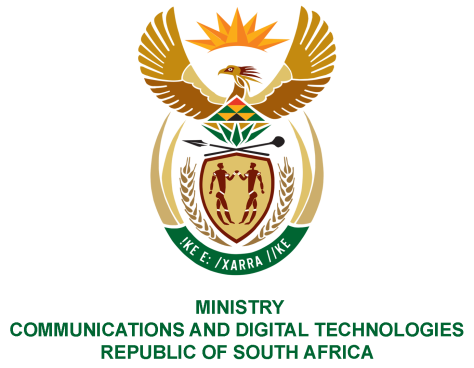 !KE E: /XARRA //KE
MINISTRY
COMMUNICATIONS AND DIGITAL TECHNOLOGIES
REPUBLIC OF SOUTH AFRICA